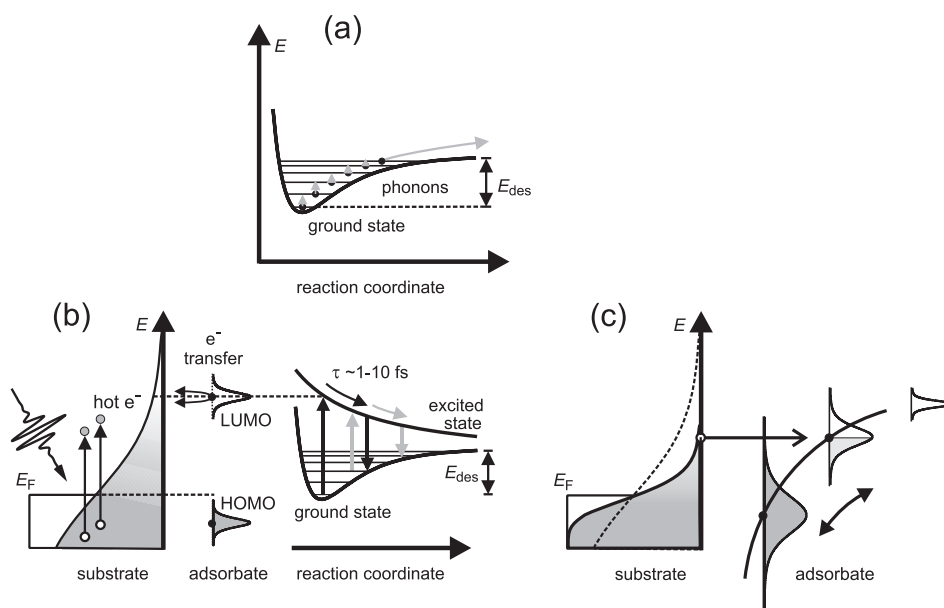 (a)
E
phonons
E_des
ground state
reaction coordinate
(b)
E
e⁻
transfer
τ ~1-10 fs
hot e⁻
LUMO
excited
state
E_F
HOMO
E_des
ground state
substrate
adsorbate
reaction coordinate
(c)
E
E_F
substrate
adsorbate